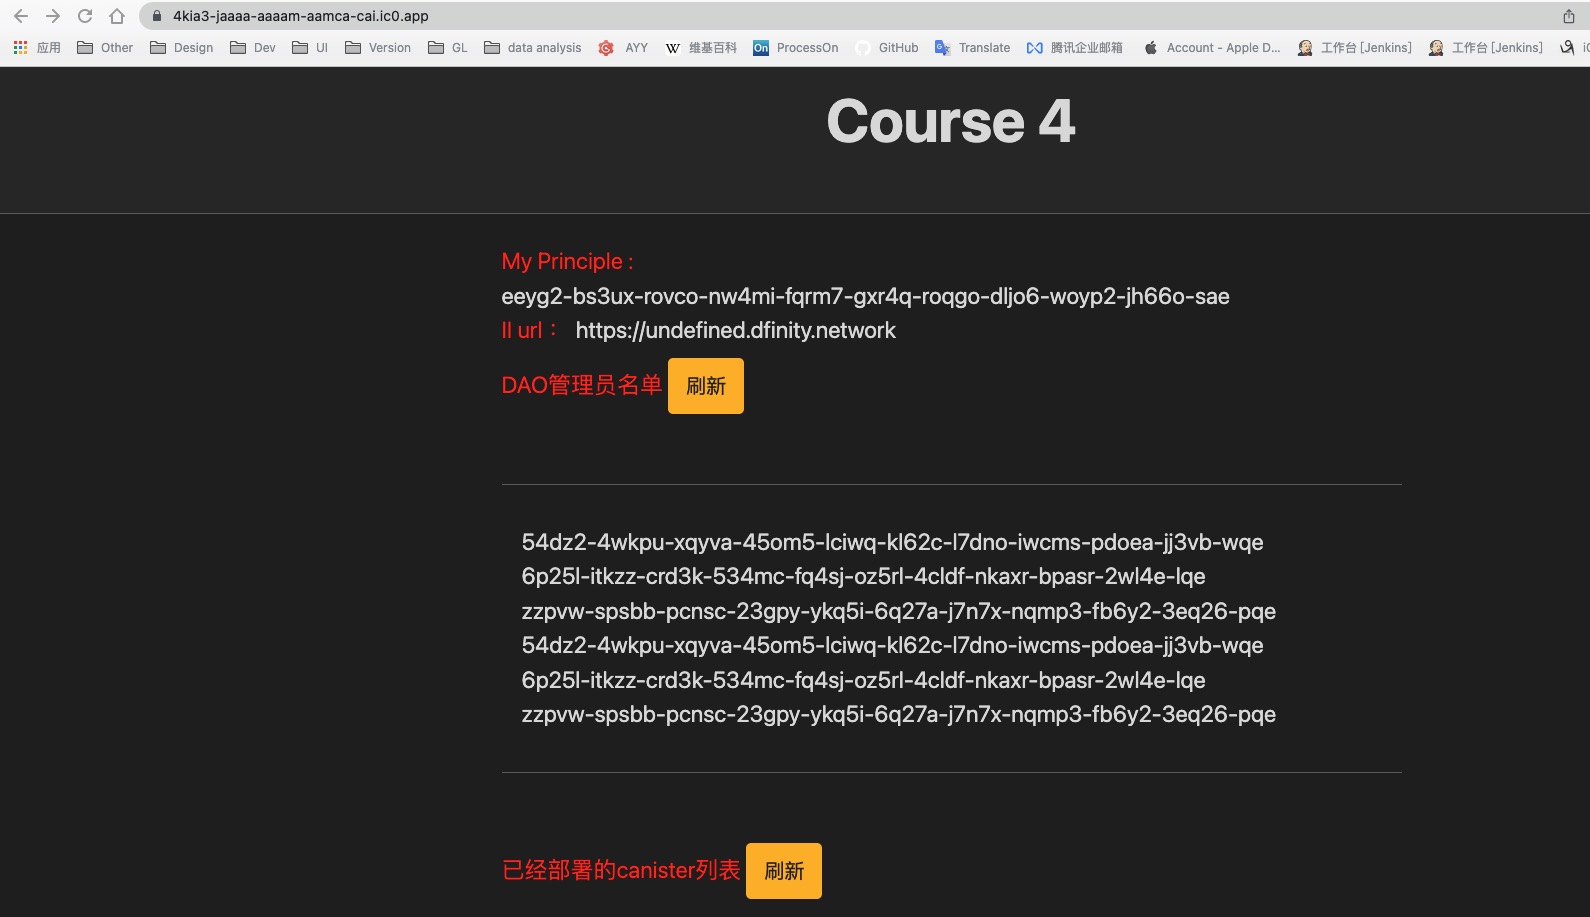 4kia3-jaaaa-aaaam-aamca-cai.ic0.app
应用 Other Design Dev UI Version GL data analysis AYY W 维基百科 On ProcessOn GitHub Translate 腾讯企业邮箱 Account - Apple D... 工作台 [Jenkins] 工作台 [Jenkins]
Course 4
My Principle :
eeyg2-bs3ux-rovco-nw4mi-fqrm7-gxr4q-roqgo-dljo6-woyp2-jh66o-sae
II url： https://undefined.dfinity.network
DAO管理员名单 刷新
54dz2-4wkpu-xqyva-45om5-lciwq-kl62c-l7dno-iwcms-pdoea-jj3vb-wqe
6p25l-itkzz-crd3k-534mc-fq4sj-oz5rl-4cldf-nkaxr-bpasr-2wl4e-lqe
zzpvw-spsbb-pcnsc-23gpy-ykq5i-6q27a-j7n7x-nqmp3-fb6y2-3eq26-pqe
54dz2-4wkpu-xqyva-45om5-lciwq-kl62c-l7dno-iwcms-pdoea-jj3vb-wqe
6p25l-itkzz-crd3k-534mc-fq4sj-oz5rl-4cldf-nkaxr-bpasr-2wl4e-lqe
zzpvw-spsbb-pcnsc-23gpy-ykq5i-6q27a-j7n7x-nqmp3-fb6y2-3eq26-pqe
已经部署的canister列表 刷新